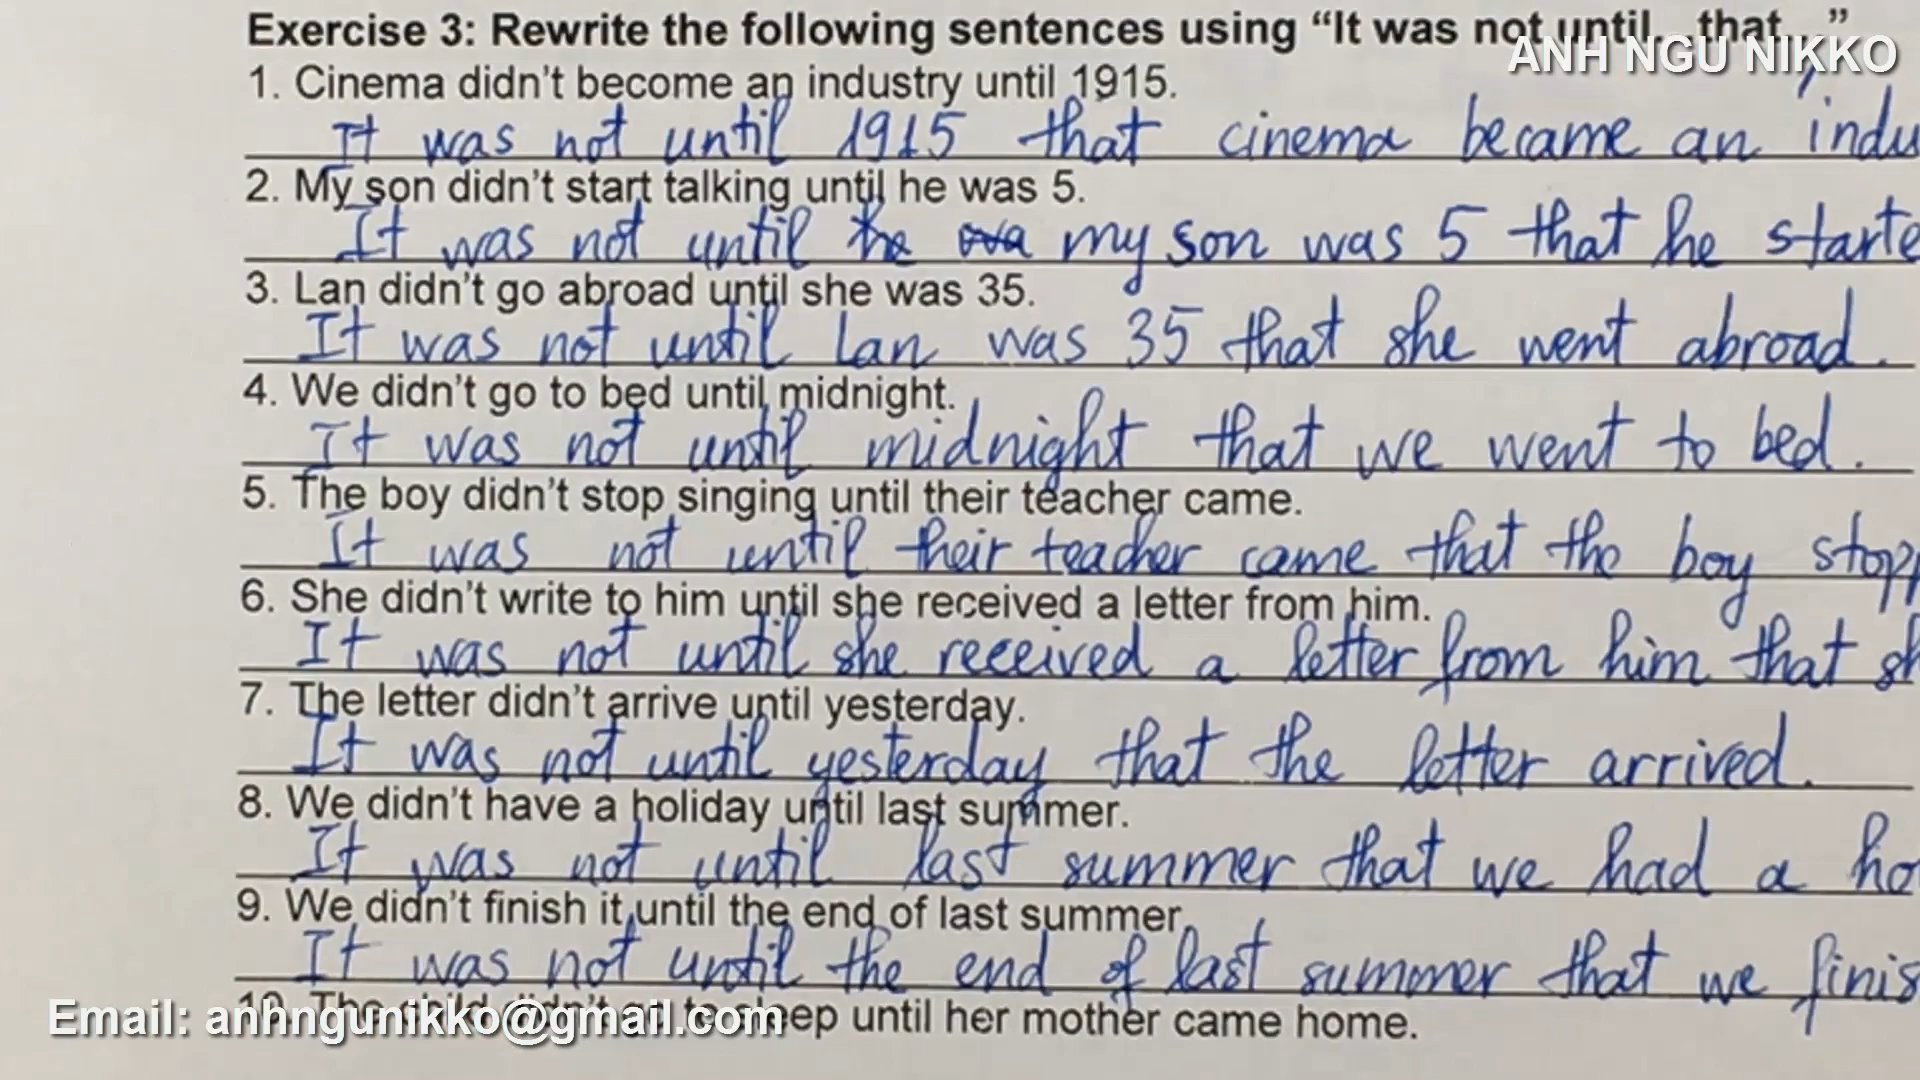 Exercise 3: Rewrite the following sentences using “It was not until... that...”
ANH NGU NIKKO
1. Cinema didn’t become an industry until 1915.
It was not until 1915 that cinema became an indu
2. My son didn’t start talking until he was 5.
It was not until he wa my son was 5 that he starte
3. Lan didn’t go abroad until she was 35.
It was not until Lan was 35 that she went abroad.
4. We didn’t go to bed until midnight.
It was not until midnight that we went to bed.
5. The boy didn’t stop singing until their teacher came.
It was not until their teacher came that the boy stopp
6. She didn’t write to him until she received a letter from him.
It was not until she received a letter from him that sh
7. The letter didn’t arrive until yesterday.
It was not until yesterday that the letter arrived.
8. We didn’t have a holiday until last summer.
It was not until last summer that we had a ho
9. We didn’t finish it until the end of last summer.
It was not until the end of last summer that we finis
10. The child didn’t go to sleep until her mother came home.
Email: anhngunikko@gmail.com